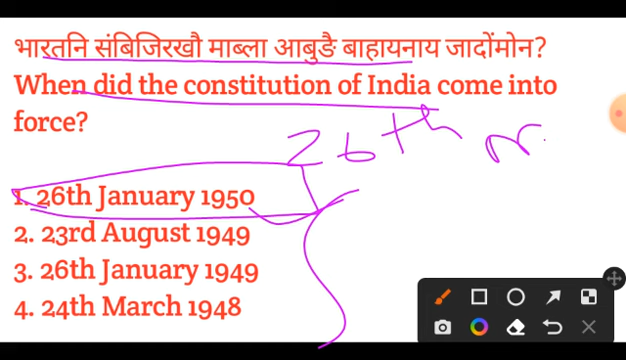 भारतनि संबिजिरखौ माब्ला आबुङै बाहायनाय जादोंमोन?
When did the constitution of India come into
force?
26th
1. 26th January 1950
2. 23rd August 1949
3. 26th January 1949
4. 24th March 1948